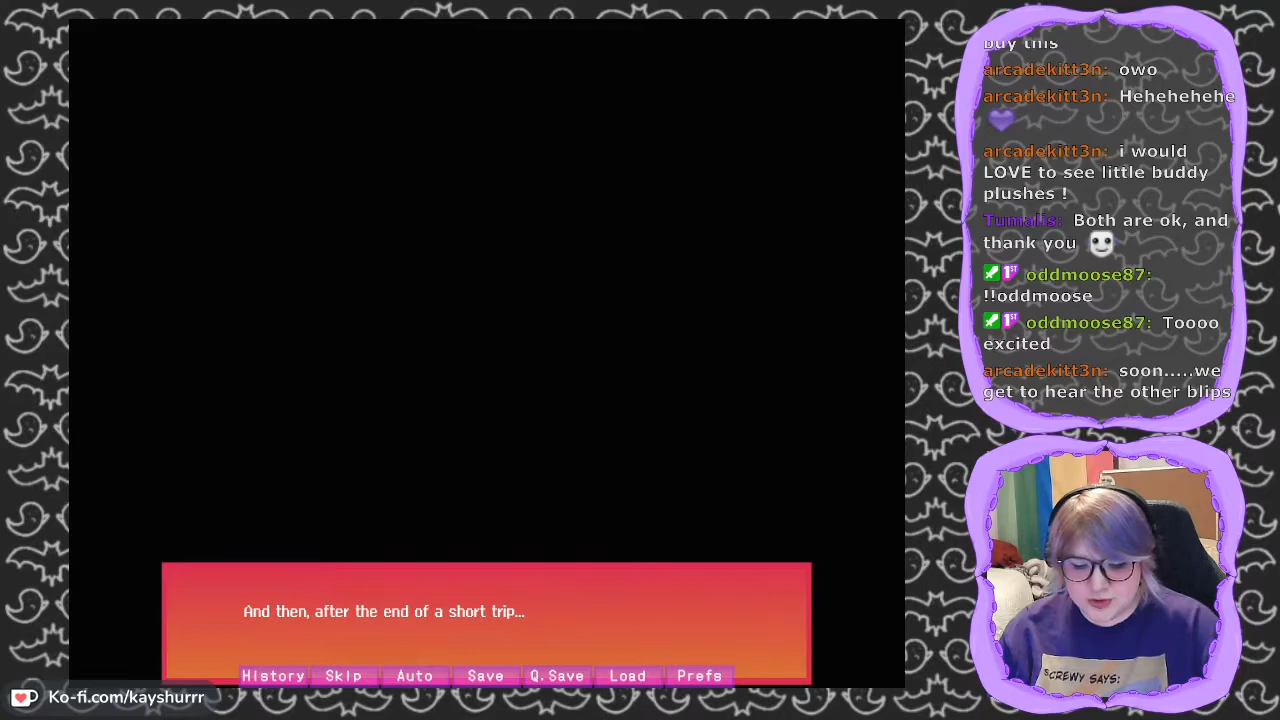 buy this
arcadekitt3n: owo
arcadekitt3n: Hehehehehe
arcadekitt3n: i would
LOVE to see little buddy
plushes !
Tumalis: Both are ok, and
thank you
1ST oddmoose87:
!!oddmoose
1ST oddmoose87: Toooo
excited
arcadekitt3n: soon.....we
get to hear the other blips
And then, after the end of a short trip...
History Skip Auto Save Q.Save Load Prefs
SCREWY SAYS:
Ko-fi.com/kayshurrr